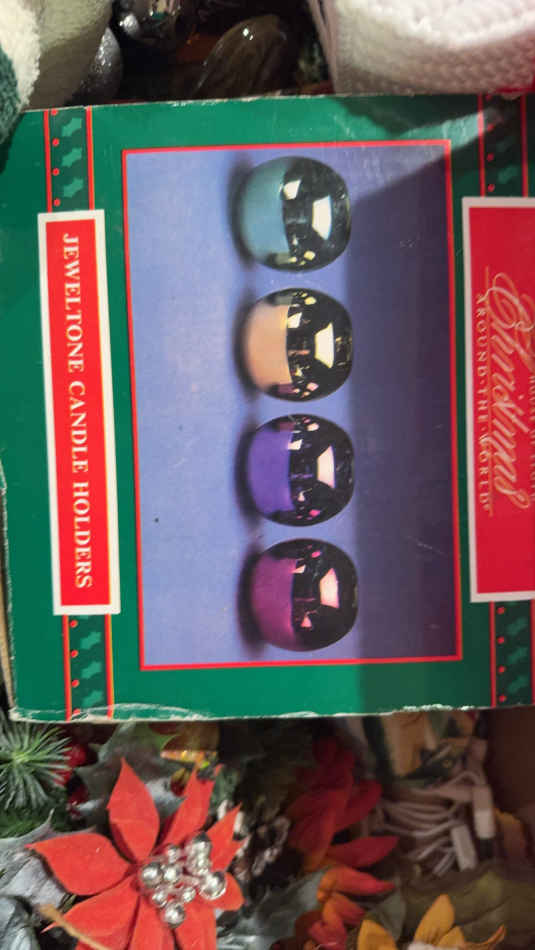 Christmas
AROUND·THE·WORLD
JEWELTONE CANDLE HOLDERS